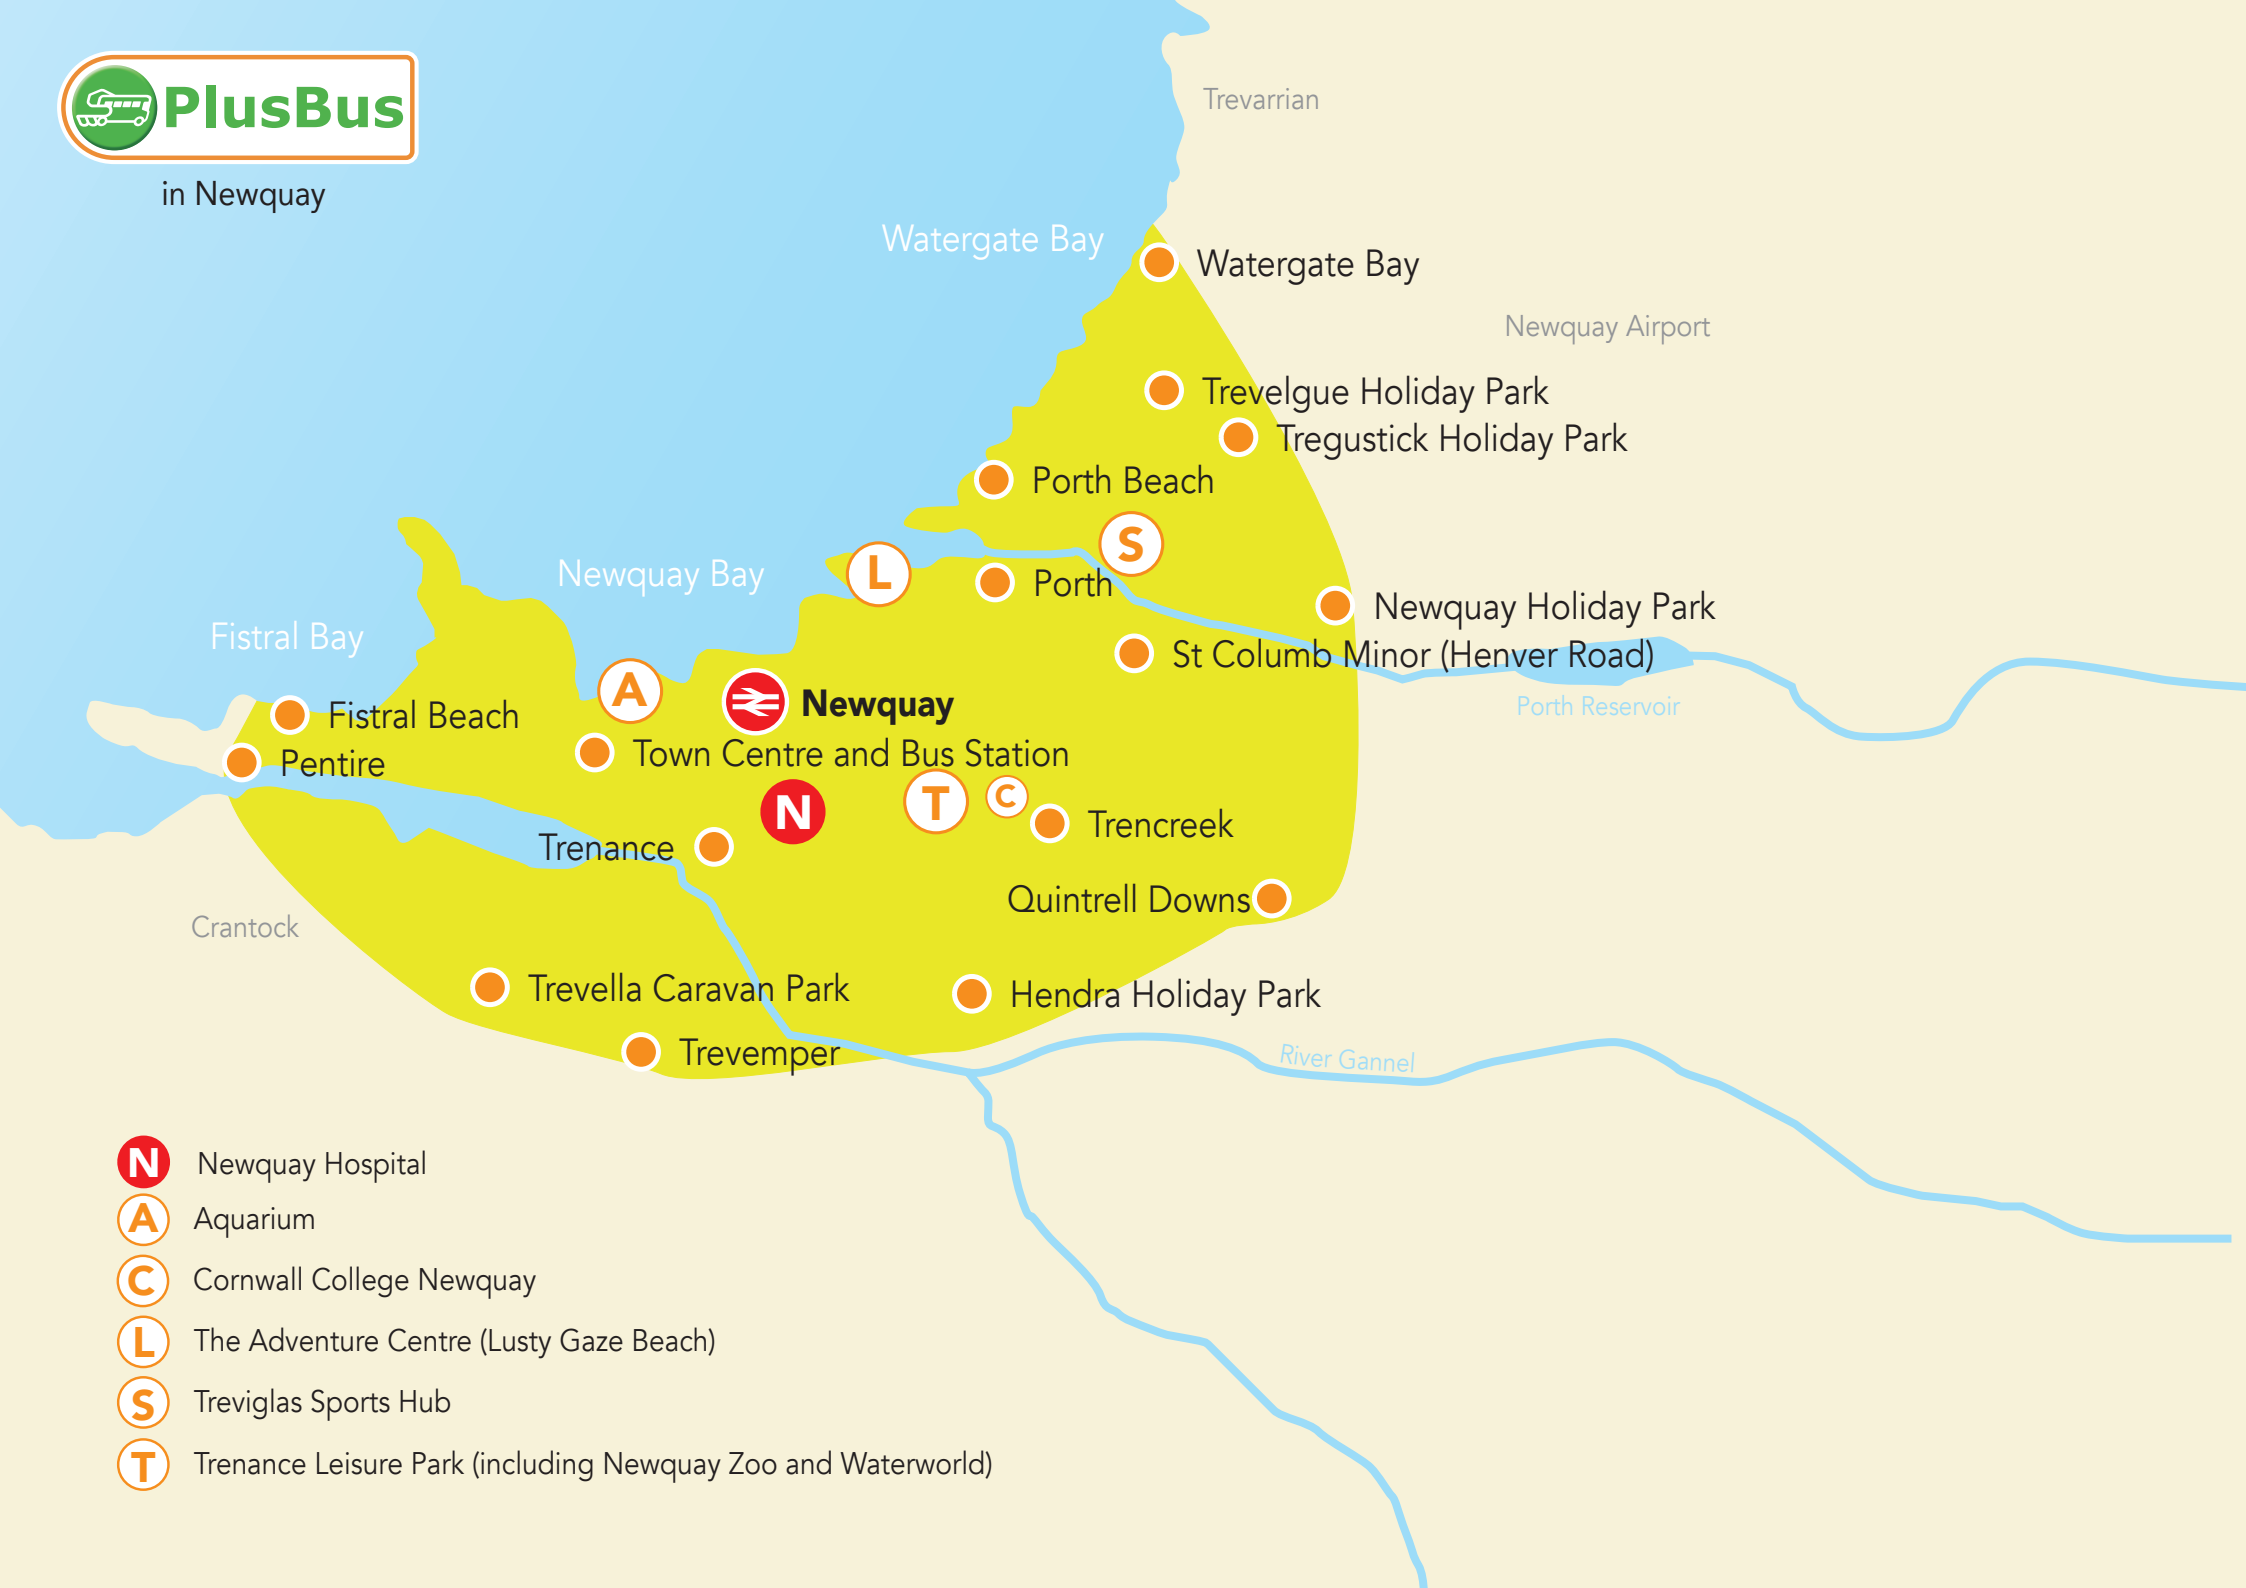 PlusBus
in Newquay
Trevarrian
Watergate Bay
Watergate Bay
Newquay Airport
Trevelgue Holiday Park
Tregustick Holiday Park
Porth Beach
S
L
Newquay Bay
Porth
Newquay Holiday Park
Fistral Bay
St Columb Minor (Henver Road)
A
Newquay
Porth Reservoir
Fistral Beach
Town Centre and Bus Station
Pentire
N
T
C
Trencreek
Trenance
Quintrell Downs
Crantock
Trevella Caravan Park
Hendra Holiday Park
Trevemper
River Gannel
N Newquay Hospital
A Aquarium
C Cornwall College Newquay
L The Adventure Centre (Lusty Gaze Beach)
S Treviglas Sports Hub
T Trenance Leisure Park (including Newquay Zoo and Waterworld)